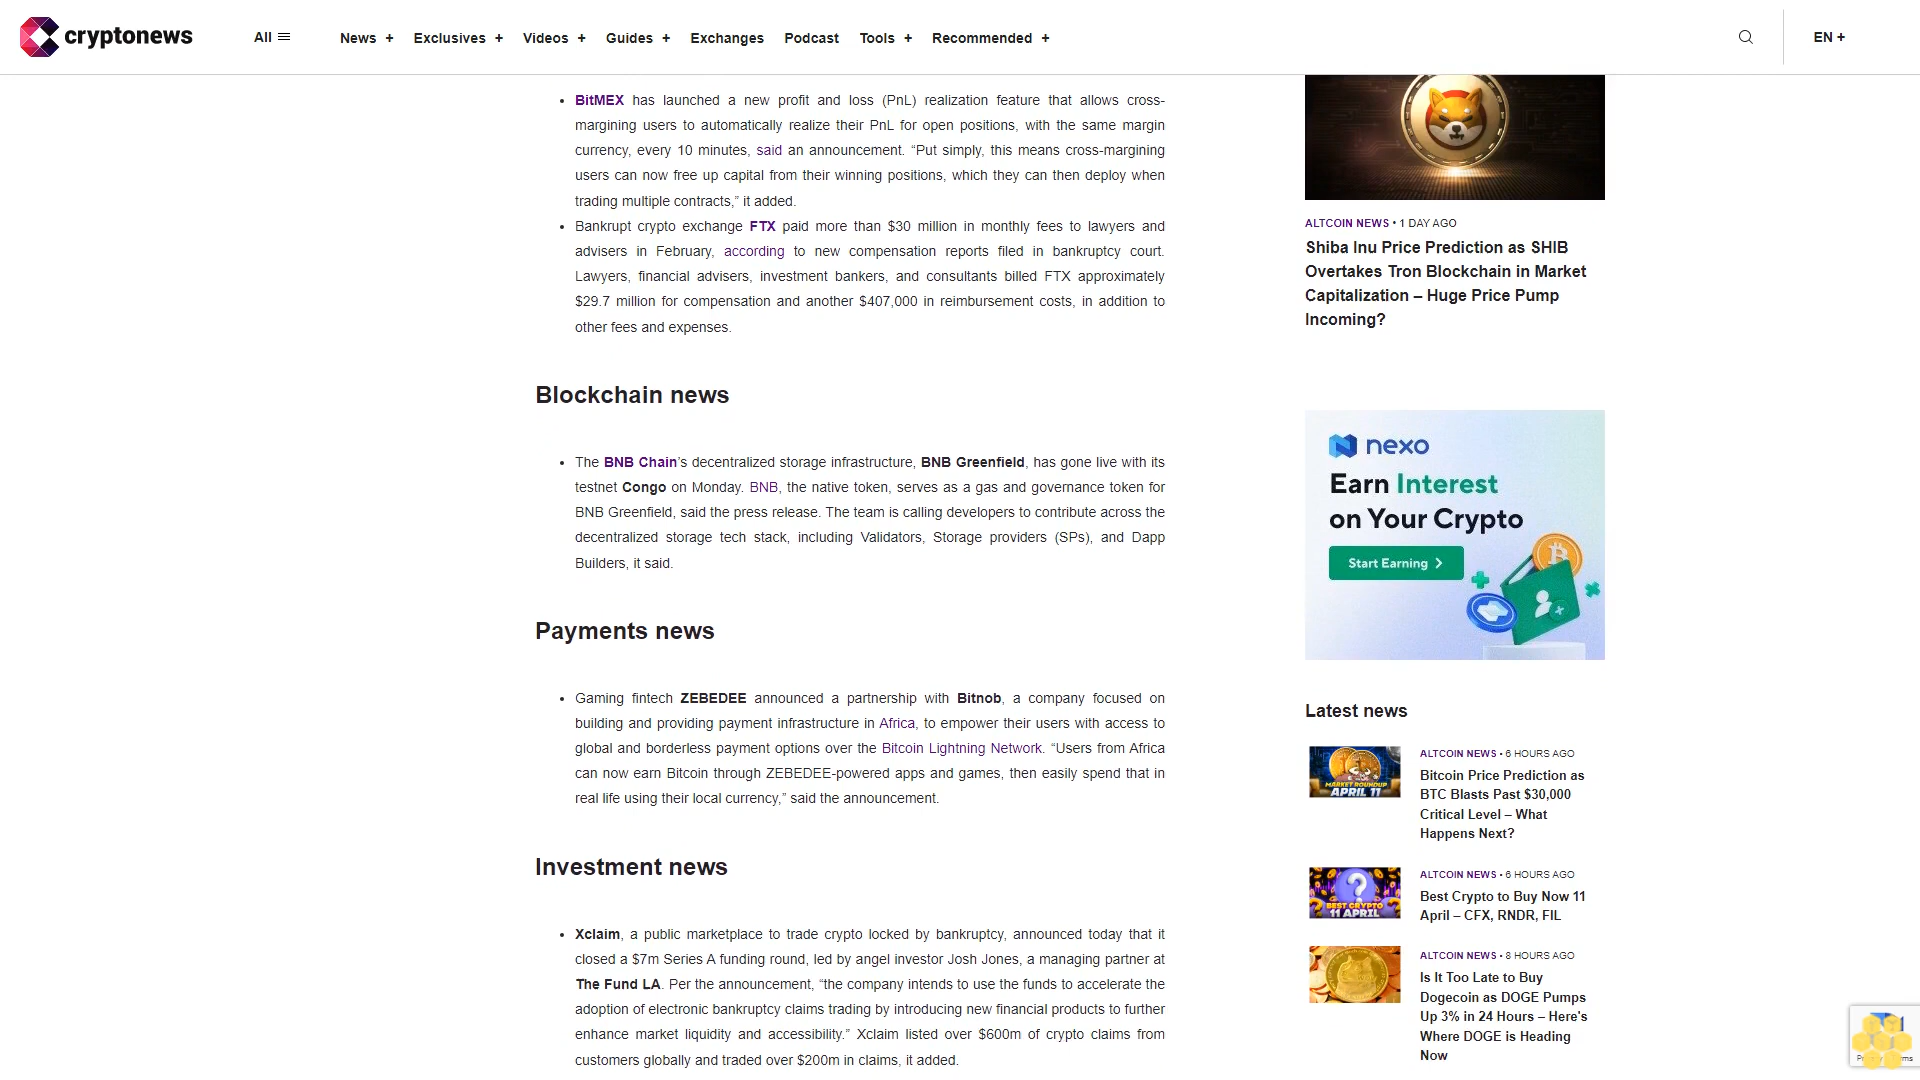 cryptonews
All
News +
Exclusives +
Videos +
Guides +
Exchanges
Podcast
Tools +
Recommended +
EN +
• BitMEX has launched a new profit and loss (PnL) realization feature that allows cross-
margining users to automatically realize their PnL for open positions, with the same margin
currency, every 10 minutes, said an announcement. “Put simply, this means cross-margining
users can now free up capital from their winning positions, which they can then deploy when
trading multiple contracts,” it added.
• Bankrupt crypto exchange FTX paid more than $30 million in monthly fees to lawyers and
advisers in February, according to new compensation reports filed in bankruptcy court.
Lawyers, financial advisers, investment bankers, and consultants billed FTX approximately
$29.7 million for compensation and another $407,000 in reimbursement costs, in addition to
other fees and expenses.
Blockchain news
• The BNB Chain’s decentralized storage infrastructure, BNB Greenfield, has gone live with its
testnet Congo on Monday. BNB, the native token, serves as a gas and governance token for
BNB Greenfield, said the press release. The team is calling developers to contribute across the
decentralized storage tech stack, including Validators, Storage providers (SPs), and Dapp
Builders, it said.
Payments news
• Gaming fintech ZEBEDEE announced a partnership with Bitnob, a company focused on
building and providing payment infrastructure in Africa, to empower their users with access to
global and borderless payment options over the Bitcoin Lightning Network. “Users from Africa
can now earn Bitcoin through ZEBEDEE-powered apps and games, then easily spend that in
real life using their local currency,” said the announcement.
Investment news
• Xclaim, a public marketplace to trade crypto locked by bankruptcy, announced today that it
closed a $7m Series A funding round, led by angel investor Josh Jones, a managing partner at
The Fund LA. Per the announcement, “the company intends to use the funds to accelerate the
adoption of electronic bankruptcy claims trading by introducing new financial products to further
enhance market liquidity and accessibility.” Xclaim listed over $600m of crypto claims from
customers globally and traded over $200m in claims, it added.
ALTCOIN NEWS • 1 DAY AGO
Shiba Inu Price Prediction as SHIB
Overtakes Tron Blockchain in Market
Capitalization – Huge Price Pump
Incoming?
nexo
Earn Interest
on Your Crypto
Start Earning
Latest news
MARKET ROUNDUP
APRIL 11
ALTCOIN NEWS • 6 HOURS AGO
Bitcoin Price Prediction as
BTC Blasts Past $30,000
Critical Level – What
Happens Next?
BEST CRYPTO
11 APRIL
ALTCOIN NEWS • 6 HOURS AGO
Best Crypto to Buy Now 11
April – CFX, RNDR, FIL
ALTCOIN NEWS • 8 HOURS AGO
Is It Too Late to Buy
Dogecoin as DOGE Pumps
Up 3% in 24 Hours – Here's
Where DOGE is Heading
Now